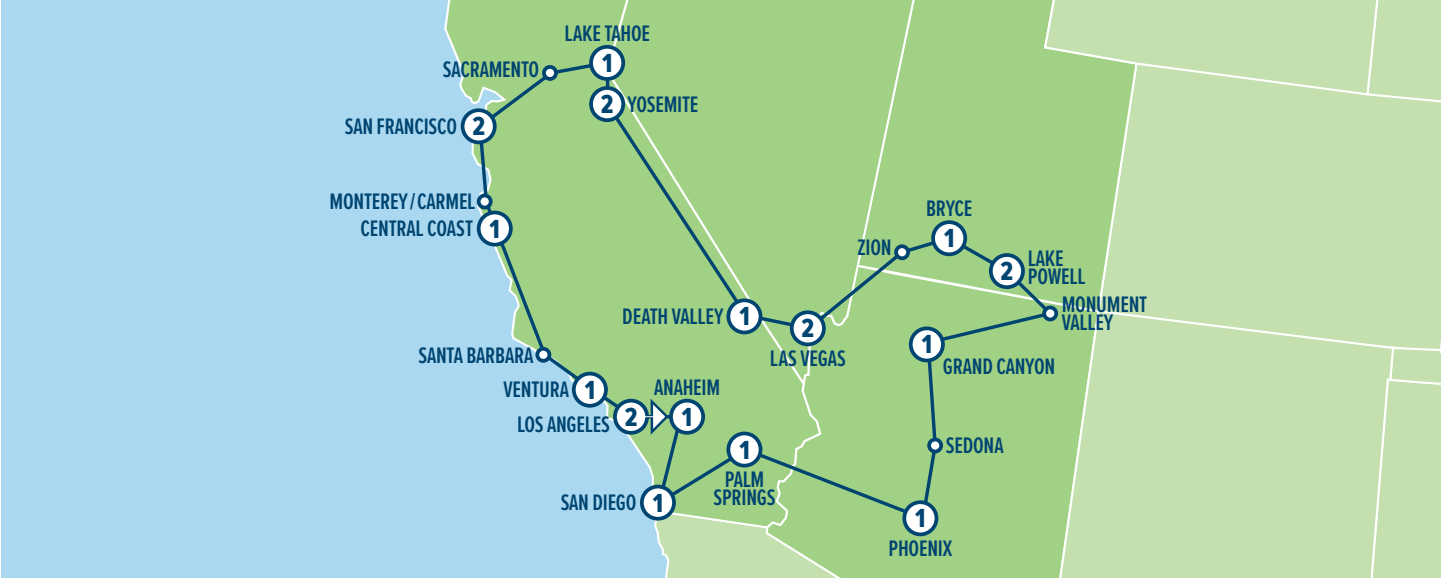 LAKE TAHOE
1
SACRAMENTO
2
YOSEMITE
SAN FRANCISCO
2
MONTEREY / CARMEL
CENTRAL COAST
1
BRYCE
1
ZION
2
LAKE
POWELL
MONUMENT
VALLEY
DEATH VALLEY
1
2
LAS VEGAS
1
GRAND CANYON
SANTA BARBARA
VENTURA
1
ANAHEIM
LOS ANGELES
2
1
SEDONA
1
PALM
SPRINGS
SAN DIEGO
1
1
PHOENIX